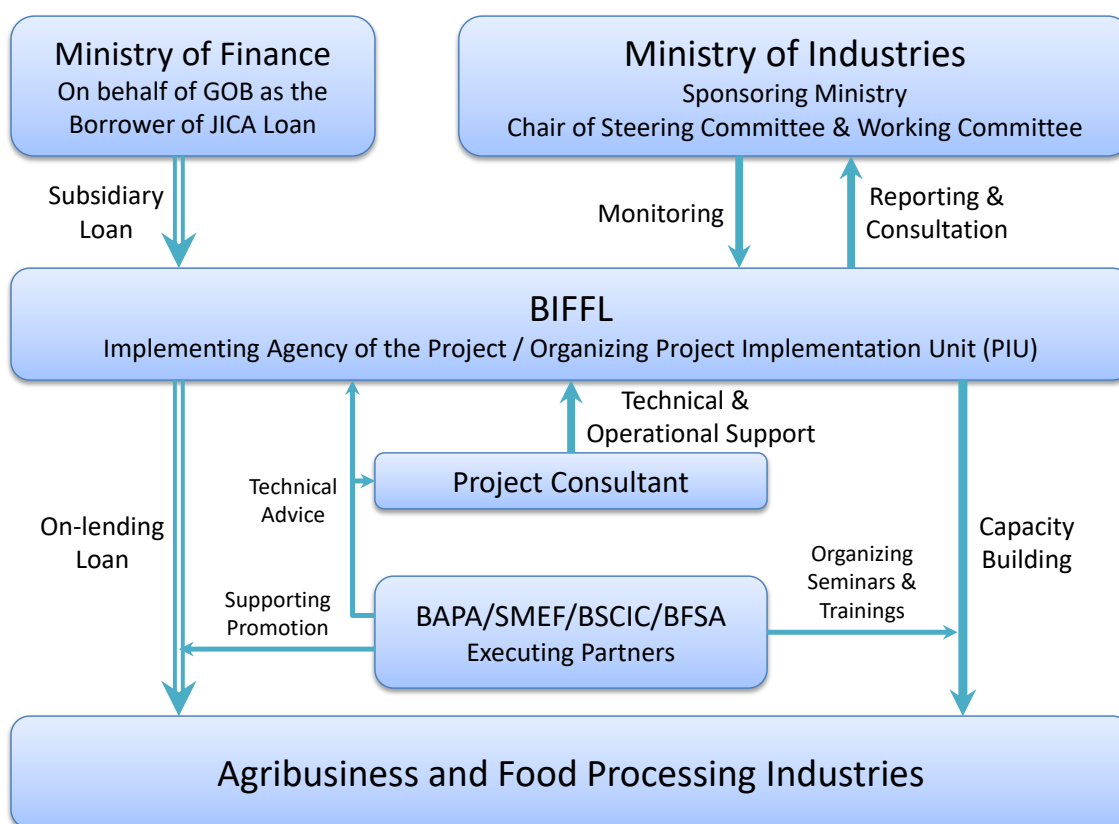 Ministry of Finance
On behalf of GOB as the
Borrower of JICA Loan
Ministry of Industries
Sponsoring Ministry
Chair of Steering Committee & Working Committee
Subsidiary
Loan
Monitoring
Reporting &
Consultation
BIFFL
Implementing Agency of the Project / Organizing Project Implementation Unit (PIU)
Technical &
Operational Support
Project Consultant
Technical
Advice
On-lending
Loan
Capacity
Building
Organizing
Seminars &
Trainings
Supporting
Promotion
BAPA/SMEF/BSCIC/BFSA
Executing Partners
Agribusiness and Food Processing Industries